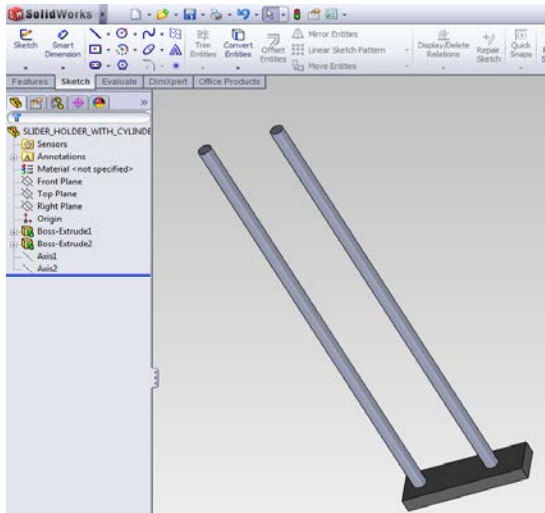 SolidWorks
Sketch Smart Dimension Trim Entities Convert Entities Offset Entities Mirror Entities Linear Sketch Pattern Move Entities Display/Delete Relations Repair Sketch Quick Snaps
Features Sketch Evaluate DimXpert Office Products
SLIDER_HOLDER_WITH_CYLINDE
Sensors
Annotations
Material <not specified>
Front Plane
Top Plane
Right Plane
Origin
Boss-Extrude1
Boss-Extrude2
Axis1
Axis2